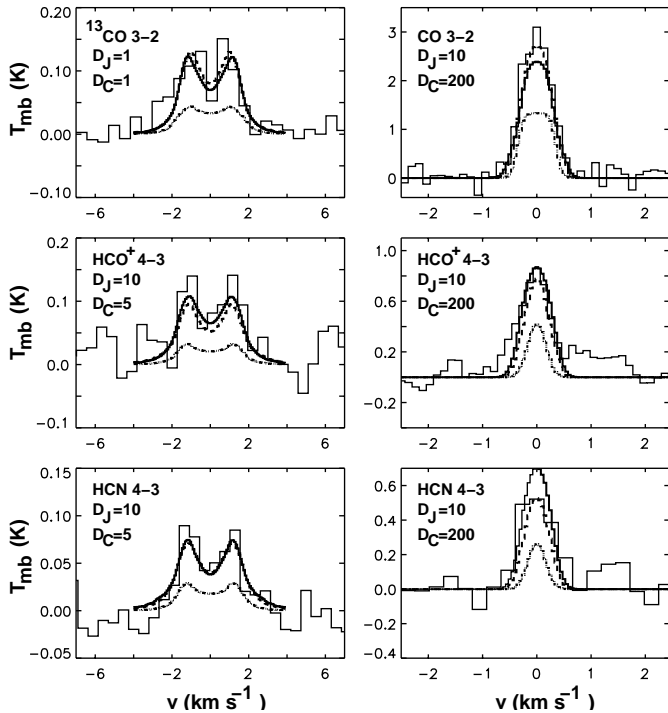 ¹³CO 3−2
D_J=1
D_C=1
T_mb (K)
0.20
0.10
0.00
−0.10
−6 −2 2 6
CO 3−2
D_J=10
D_C=200
3
2
1
0
−2 −1 0 1 2
HCO⁺ 4−3
D_J=10
D_C=5
T_mb (K)
0.2
0.1
0.0
−0.1
−6 −2 2 6
HCO⁺ 4−3
D_J=10
D_C=200
1.0
0.6
0.2
−0.2
−2 −1 0 1 2
HCN 4−3
D_J=10
D_C=5
T_mb (K)
0.15
0.10
0.05
0.00
−0.05
−6 −2 2 6
v (km s⁻¹ )
HCN 4−3
D_J=10
D_C=200
0.6
0.4
0.2
0.0
−0.2
−0.4
−2 −1 0 1 2
v (km s⁻¹ )